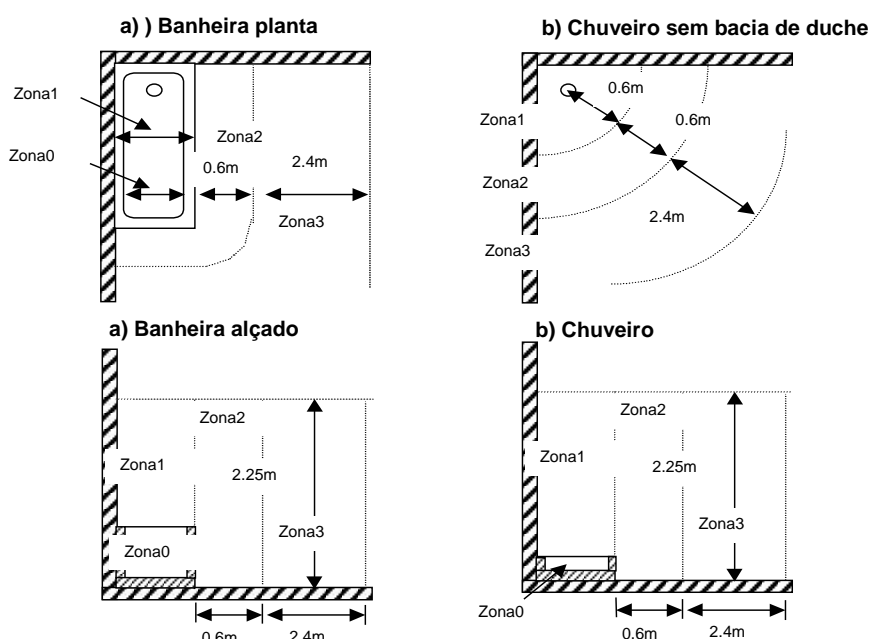 a) ) Banheira planta
Zona1
Zona2
Zona0
0.6m
2.4m
Zona3
b) Chuveiro sem bacia de duche
0.6m
Zona1
0.6m
Zona2
2.4m
Zona3
a) Banheira alçado
Zona2
Zona1
2.25m
Zona3
Zona0
0.6m
2.4m
b) Chuveiro
Zona2
Zona1
2.25m
Zona3
Zona0
0.6m
2.4m